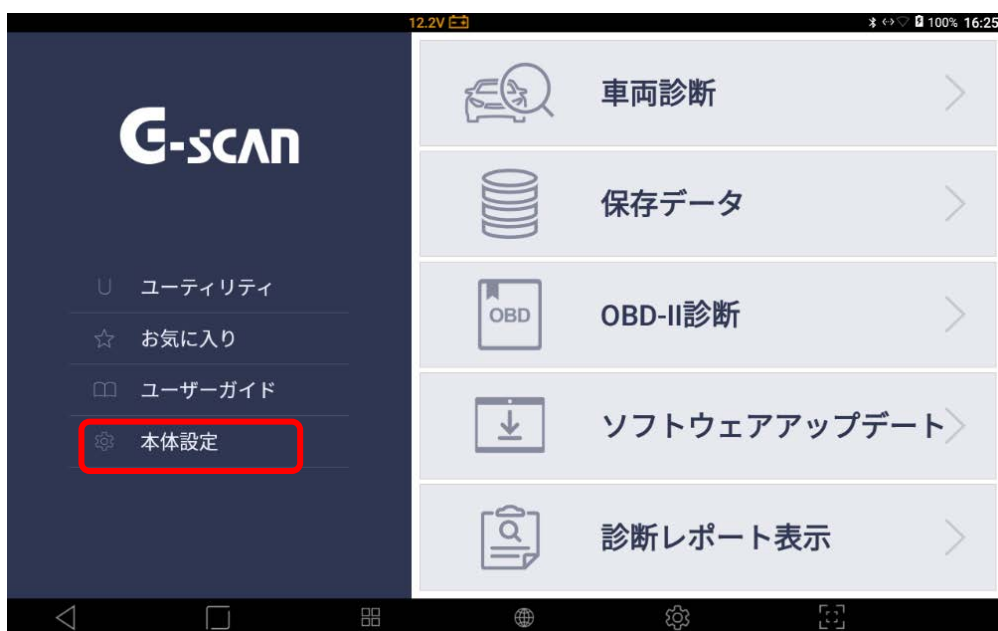 12.2V
100% 16:25
G-scan
ユーティリティ
お気に入り
ユーザーガイド
本体設定
車両診断
保存データ
OBD
OBD-II診断
ソフトウェアアップデート
診断レポート表示